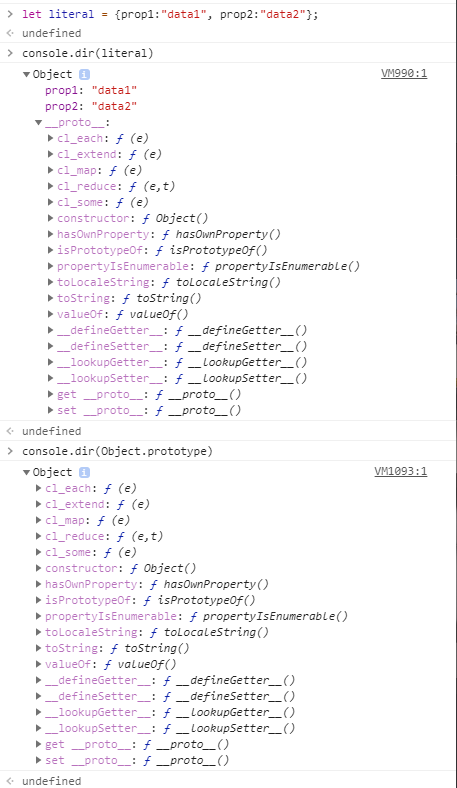 > let literal = {prop1:"data1", prop2:"data2"};
<· undefined
> console.dir(literal)
▼Object i VM990:1
prop1: "data1"
prop2: "data2"
▼__proto__:
▶cl_each: ƒ (e)
▶cl_extend: ƒ (e)
▶cl_map: ƒ (e)
▶cl_reduce: ƒ (e,t)
▶cl_some: ƒ (e)
▶constructor: ƒ Object()
▶hasOwnProperty: ƒ hasOwnProperty()
▶isPrototypeOf: ƒ isPrototypeOf()
▶propertyIsEnumerable: ƒ propertyIsEnumerable()
▶toLocaleString: ƒ toLocaleString()
▶toString: ƒ toString()
▶valueOf: ƒ valueOf()
▶__defineGetter__: ƒ __defineGetter__()
▶__defineSetter__: ƒ __defineSetter__()
▶__lookupGetter__: ƒ __lookupGetter__()
▶__lookupSetter__: ƒ __lookupSetter__()
▶get __proto__: ƒ __proto__()
▶set __proto__: ƒ __proto__()
<· undefined
> console.dir(Object.prototype)
▼Object i VM1093:1
▶cl_each: ƒ (e)
▶cl_extend: ƒ (e)
▶cl_map: ƒ (e)
▶cl_reduce: ƒ (e,t)
▶cl_some: ƒ (e)
▶constructor: ƒ Object()
▶hasOwnProperty: ƒ hasOwnProperty()
▶isPrototypeOf: ƒ isPrototypeOf()
▶propertyIsEnumerable: ƒ propertyIsEnumerable()
▶toLocaleString: ƒ toLocaleString()
▶toString: ƒ toString()
▶valueOf: ƒ valueOf()
▶__defineGetter__: ƒ __defineGetter__()
▶__defineSetter__: ƒ __defineSetter__()
▶__lookupGetter__: ƒ __lookupGetter__()
▶__lookupSetter__: ƒ __lookupSetter__()
▶get __proto__: ƒ __proto__()
▶set __proto__: ƒ __proto__()
<· undefined